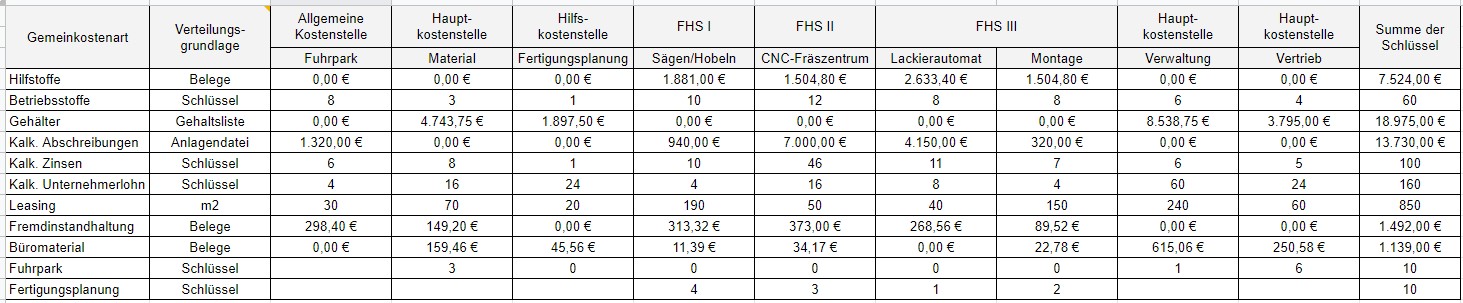 Gemeinkostenart Verteilungs-grundlage Allgemeine Kostenstelle Haupt-kostenstelle Hilfs-kostenstelle FHS I FHS II FHS III Haupt-kostenstelle Haupt-kostenstelle Summe der Schlüssel
Fuhrpark Material Fertigungsplanung Sägen/Hobeln CNC-Fräszentrum Lackierautomat Montage Verwaltung Vertrieb
Hilfstoffe Belege 0,00 € 0,00 € 0,00 € 1.881,00 € 1.504,80 € 2.633,40 € 1.504,80 € 0,00 € 0,00 € 7.524,00 €
Betriebsstoffe Schlüssel 8 3 1 10 12 8 8 6 4 60
Gehälter Gehaltsliste 0,00 € 4.743,75 € 1.897,50 € 0,00 € 0,00 € 0,00 € 0,00 € 8.538,75 € 3.795,00 € 18.975,00 €
Kalk. Abschreibungen Anlagendatei 1.320,00 € 0,00 € 0,00 € 940,00 € 7.000,00 € 4.150,00 € 320,00 € 0,00 € 0,00 € 13.730,00 €
Kalk. Zinsen Schlüssel 6 8 1 10 46 11 7 6 5 100
Kalk. Unternehmerlohn Schlüssel 4 16 24 4 16 8 4 60 24 160
Leasing m2 30 70 20 190 50 40 150 240 60 850
Fremdinstandhaltung Belege 298,40 € 149,20 € 0,00 € 313,32 € 373,00 € 268,56 € 89,52 € 0,00 € 0,00 € 1.492,00 €
Büromaterial Belege 0,00 € 159,46 € 45,56 € 11,39 € 34,17 € 0,00 € 22,78 € 615,06 € 250,58 € 1.139,00 €
Fuhrpark Schlüssel 3 0 0 0 0 0 1 6 10
Fertigungsplanung Schlüssel 4 3 1 2 10